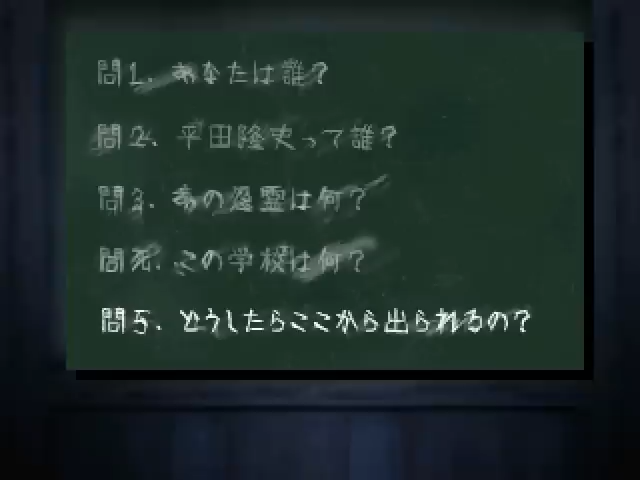 問1. あなたは誰?
問2. 平田隆史って誰?
問3. あの怨霊は何?
問死. この学校は何?
問5. どうしたらここから出られるの?